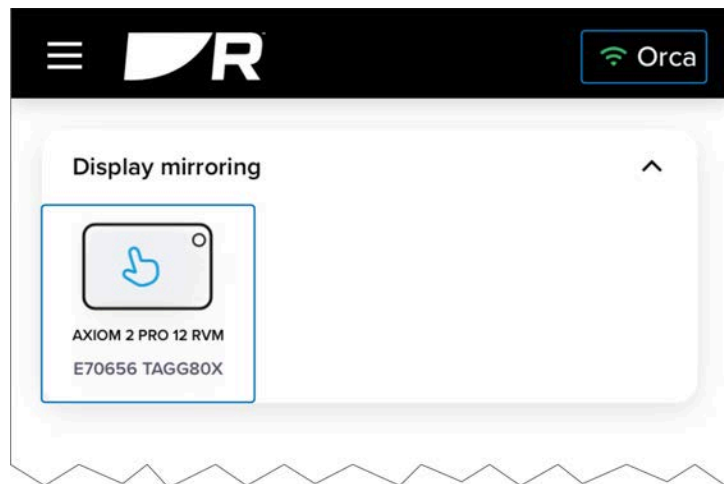 R
Orca
Display mirroring
AXIOM 2 PRO 12 RVM
E70656 TAGG80X